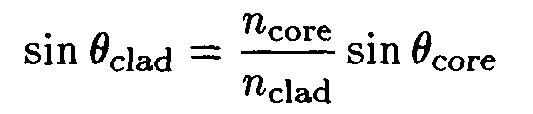 sin θ_clad = n_core / n_clad sin θ_core